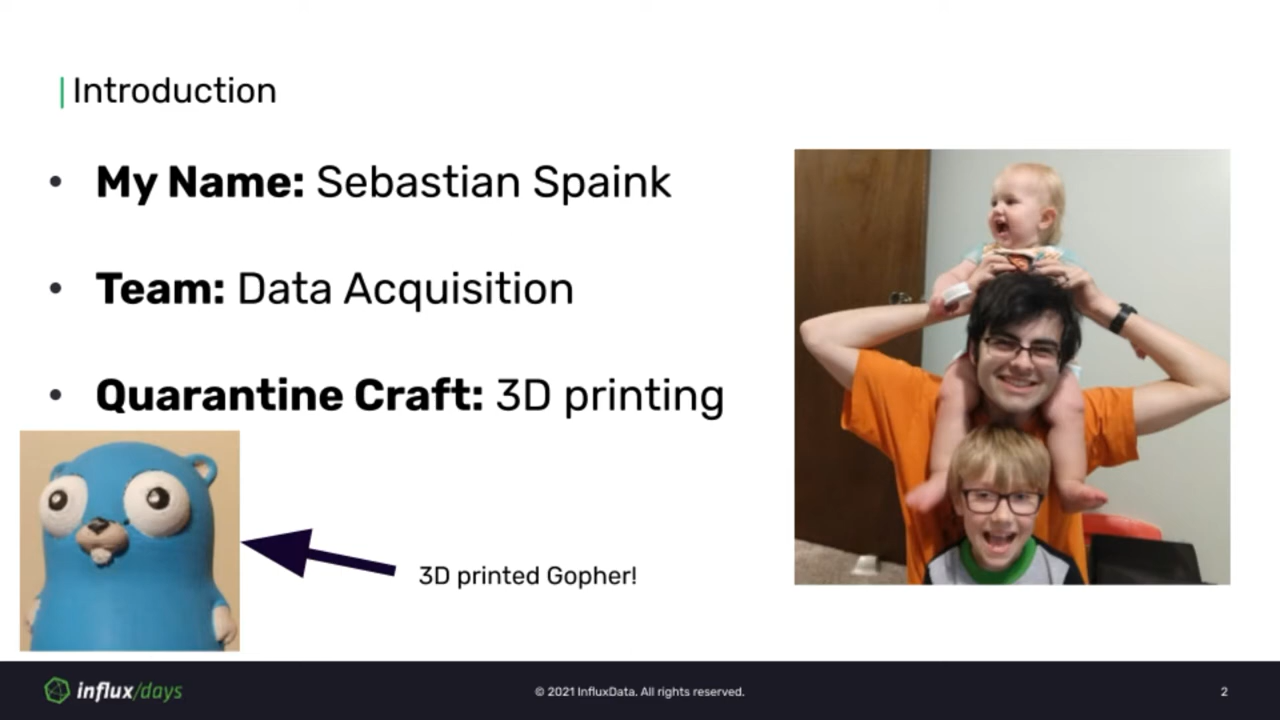 Introduction
• My Name: Sebastian Spaink
• Team: Data Acquisition
• Quarantine Craft: 3D printing
3D printed Gopher!
influx/days
© 2021 InfluxData. All rights reserved.
2